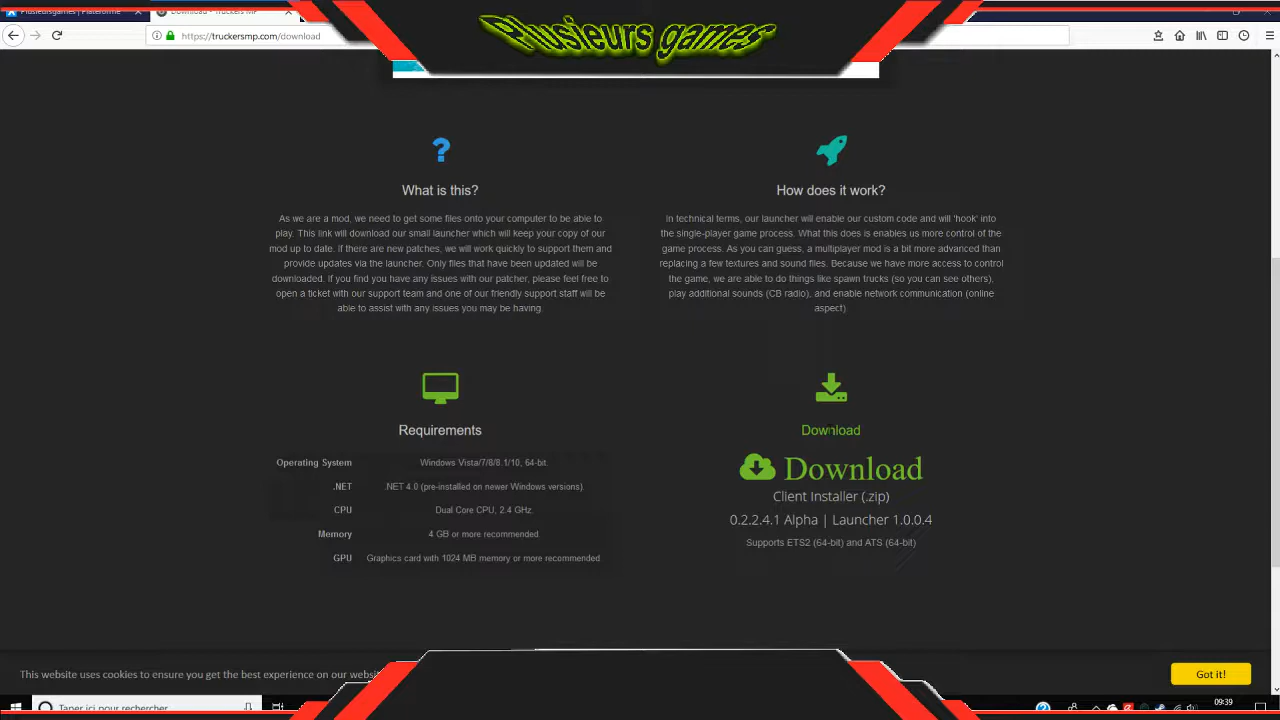 Plusieursgames | Plateforme
Download - Truckers MP
https://truckersmp.com/download
Plusieurs games
What is this?
As we are a mod, we need to get some files onto your computer to be able to
play. This link will download our small launcher which will keep your copy of our
mod up to date. If there are new patches, we will work quickly to support them and
provide updates via the launcher. Only files that have been updated will be
downloaded. If you find you have any issues with our patcher, please feel free to
open a ticket with our support team and one of our friendly support staff will be
able to assist with any issues you may be having.
How does it work?
In technical terms, our launcher will enable our custom code and will 'hook' into
the single-player game process. What this does is enables us more control of the
game process. As you can guess, a multiplayer mod is a bit more advanced than
replacing a few textures and sound files. Because we have more access to control
the game, we are able to do things like spawn trucks (so you can see others),
play additional sounds (CB radio), and enable network communication (online
aspect).
Requirements
Operating System Windows Vista/7/8/8.1/10, 64-bit.
.NET .NET 4.0 (pre-installed on newer Windows versions).
CPU Dual Core CPU, 2.4 GHz.
Memory 4 GB or more recommended.
GPU Graphics card with 1024 MB memory or more recommended.
Download
Download
Client Installer (.zip)
0.2.2.4.1 Alpha | Launcher 1.0.0.4
Supports ETS2 (64-bit) and ATS (64-bit)
This website uses cookies to ensure you get the best experience on our
Got it!
Taper ici pour rechercher
09:39